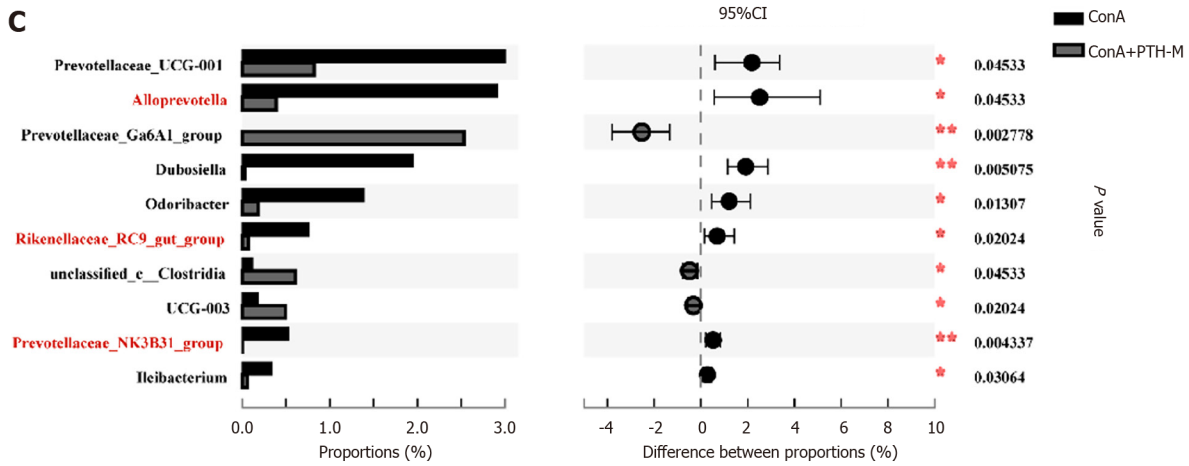 C
95%CI
ConA
ConA+PTH-M
Prevotellaceae_UCG-001 * 0.04533
Alloprevotella * 0.04533
Prevotellaceae_Ga6A1_group ** 0.002778
Dubosiella ** 0.005075
Odoribacter * 0.01307
Rikenellaceae_RC9_gut_group * 0.02024
unclassified_c__Clostridia * 0.04533
UCG-003 * 0.02024
Prevotellaceae_NK3B31_group ** 0.004337
Ileibacterium * 0.03064
P value
0.0 1.0 2.0 3.0 -4 -2 0 2 4 6 8 10
Proportions (%) Difference between proportions (%)